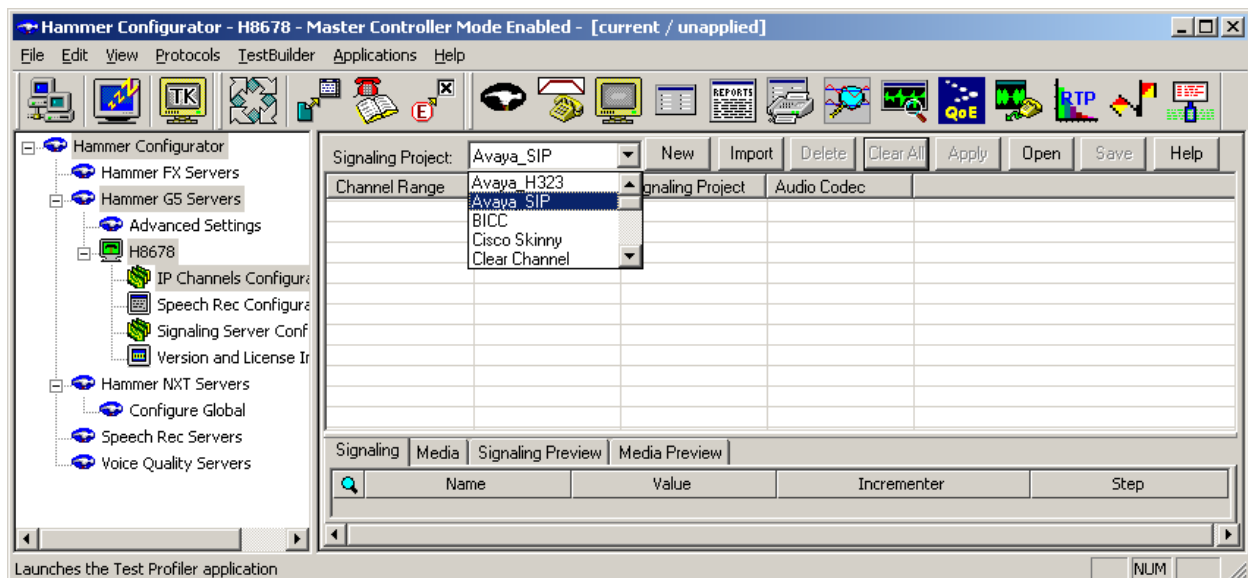 Hammer Configurator - H8678 - Master Controller Mode Enabled - [current / unapplied]
File Edit View Protocols TestBuilder Applications Help
TK E REPORTS QoE RTP
Hammer Configurator
Hammer FX Servers
Hammer G5 Servers
Advanced Settings
H8678
IP Channels Configura
Speech Rec Configura
Signaling Server Conf
Version and License In
Hammer NXT Servers
Configure Global
Speech Rec Servers
Voice Quality Servers
Signaling Project: Avaya_SIP New Import Delete Clear All Apply Open Save Help
Channel Range gnaling Project Audio Codec
Avaya_H323
Avaya_SIP
BICC
Cisco Skinny
Clear Channel
Signaling Media Signaling Preview Media Preview
Name Value Incrementer Step
Launches the Test Profiler application NUM